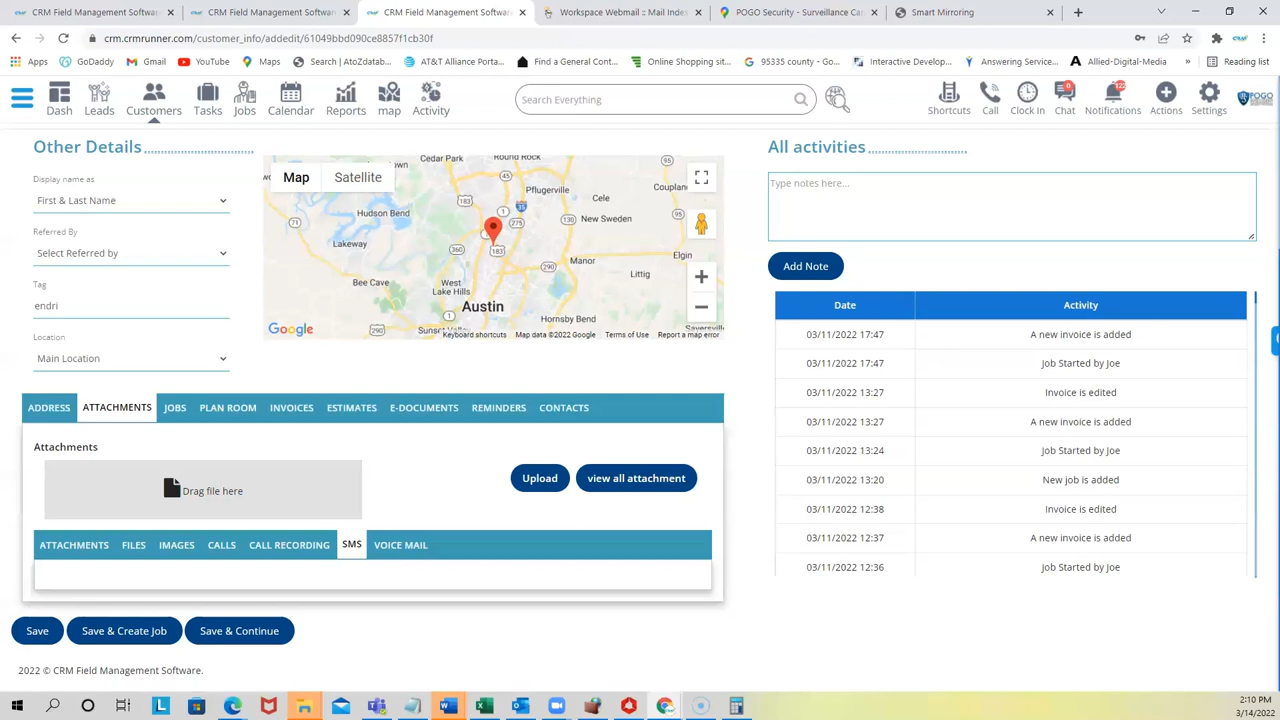 CRM Field Management Software
CRM Field Management Software
CRM Field Management Software
Workspace Webmail :: Mail Index
POGO Security - Surveillance Ca
Smart Mirroring
crm.crmrunner.com/customer_info/addedit/61049bbd090ce8857f1cb30f
Apps GoDaddy Gmail YouTube Maps Search | AtoZdatab... AT&T Alliance Portal... Find a General Cont... Online Shopping sit... 95335 county - Go... Interactive Develop... Answering Service... Allied-Digital-Media » Reading list
Dash Leads Customers Tasks Jobs Calendar Reports map Activity
Search Everything
Shortcuts Call Clock In Chat Notifications Actions Settings
0
123
POGO
Other Details
Display name as
First & Last Name
Referred By
Select Referred by
Tag
endri
Location
Main Location
Map Satellite
Cedar Park
Round Rock
Pflugerville
Coupland
Hudson Bend
Cele
New Sweden
Lakeway
Manor
Elgin
Bee Cave
West
Lake Hills
Littig
Austin
Hornsby Bend
Google
Keyboard shortcuts Map data ©2022 Google Terms of Use Report a map error
All activities
Type notes here...
Add Note
Date Activity
03/11/2022 17:47 A new invoice is added
03/11/2022 17:47 Job Started by Joe
03/11/2022 13:27 Invoice is edited
03/11/2022 13:27 A new invoice is added
03/11/2022 13:24 Job Started by Joe
03/11/2022 13:20 New job is added
03/11/2022 12:38 Invoice is edited
03/11/2022 12:37 A new invoice is added
03/11/2022 12:36 Job Started by Joe
ADDRESS ATTACHMENTS JOBS PLAN ROOM INVOICES ESTIMATES E-DOCUMENTS REMINDERS CONTACTS
Attachments
Drag file here
Upload view all attachment
ATTACHMENTS FILES IMAGES CALLS CALL RECORDING SMS VOICE MAIL
Save Save & Create Job Save & Continue
2022 © CRM Field Management Software.
2:10 PM
3/14/2022